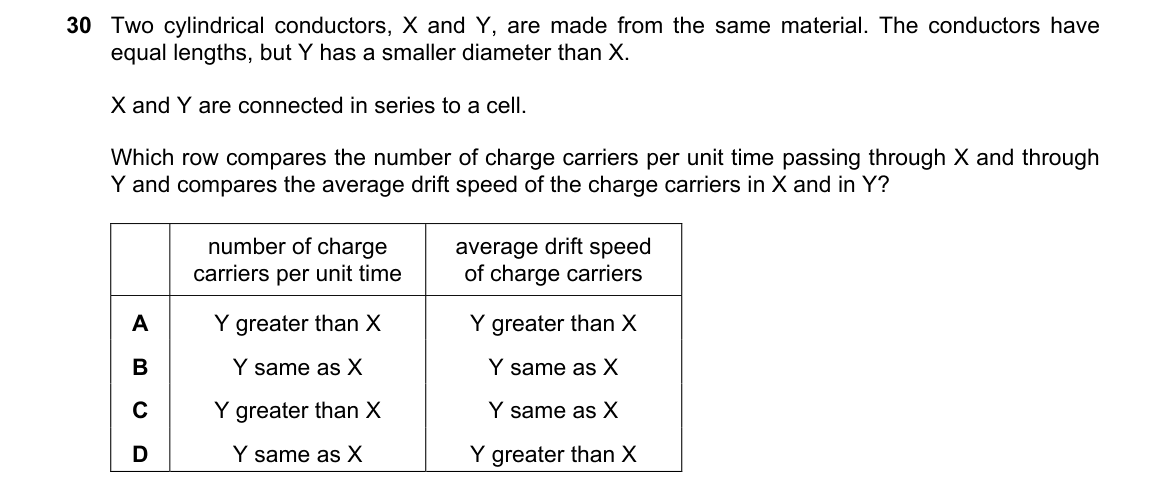 30 Two cylindrical conductors, X and Y, are made from the same material. The conductors have
equal lengths, but Y has a smaller diameter than X.
X and Y are connected in series to a cell.
Which row compares the number of charge carriers per unit time passing through X and through
Y and compares the average drift speed of the charge carriers in X and in Y?
number of charge carriers per unit time average drift speed of charge carriers
A Y greater than X Y greater than X
B Y same as X Y same as X
C Y greater than X Y same as X
D Y same as X Y greater than X